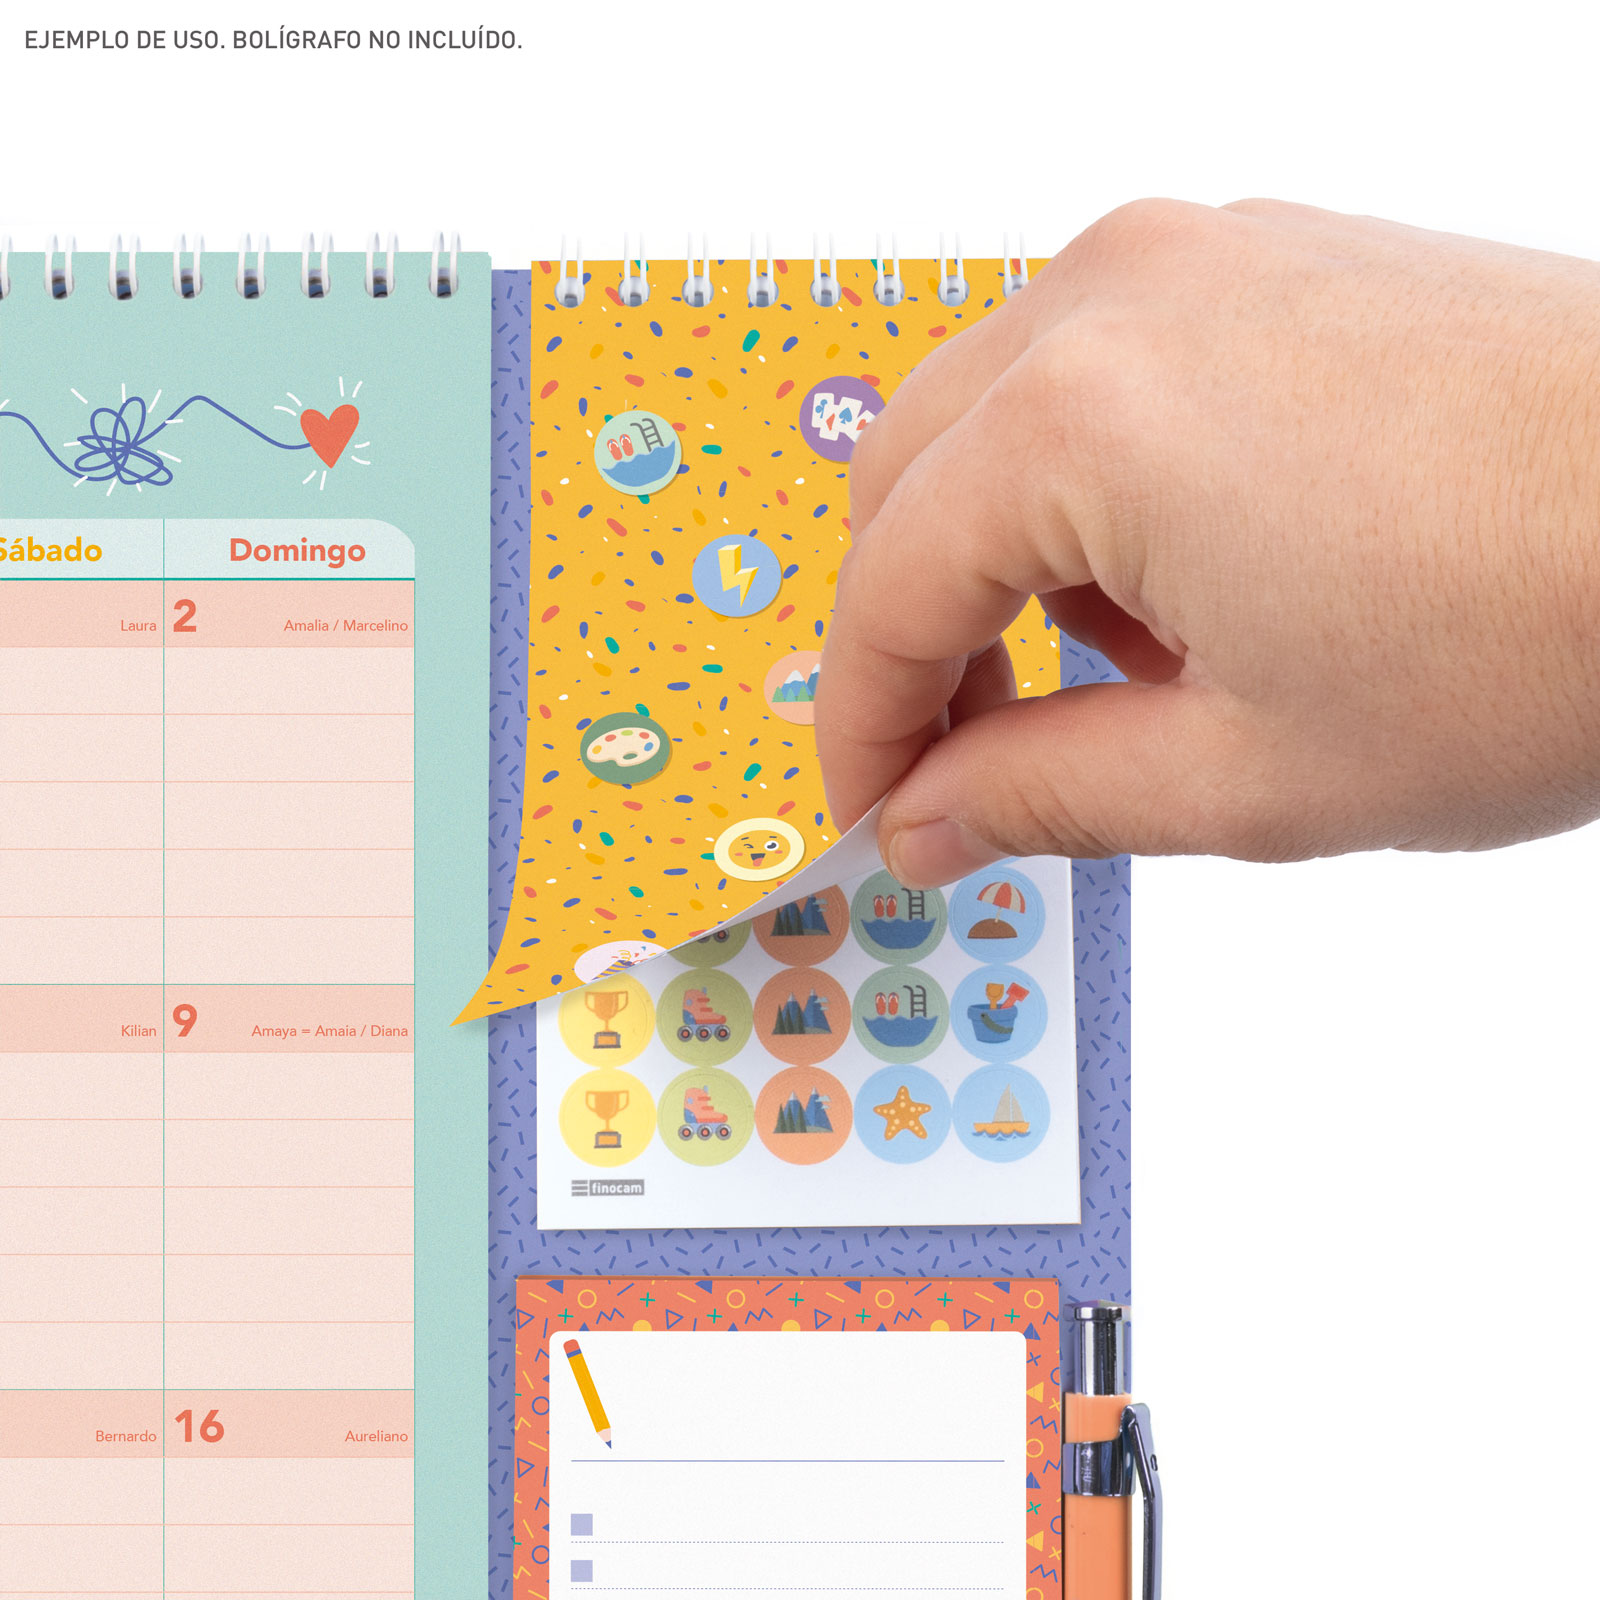 EJEMPLO DE USO. BOLÍGRAFO NO INCLUÍDO.
Sábado Domingo
Laura 2 Amalia / Marcelino
Kilian 9 Amaya = Amaia / Diana
finocam
Bernardo 16 Aureliano